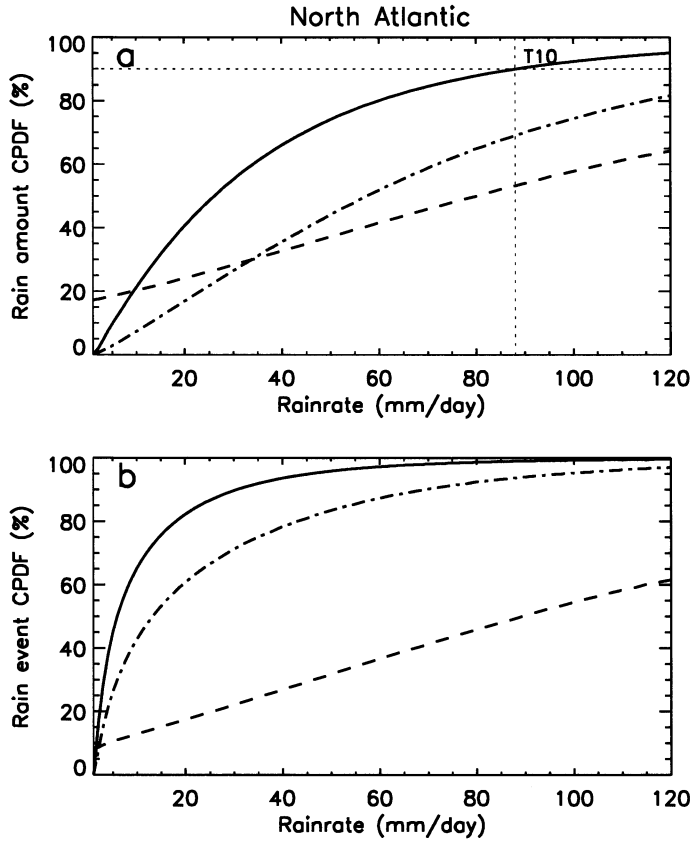 North Atlantic
a
T10
Rain amount CPDF (%)
100
80
60
40
20
0
20 40 60 80 100 120
Rainrate (mm/day)
b
Rain event CPDF (%)
100
80
60
40
20
0
20 40 60 80 100 120
Rainrate (mm/day)